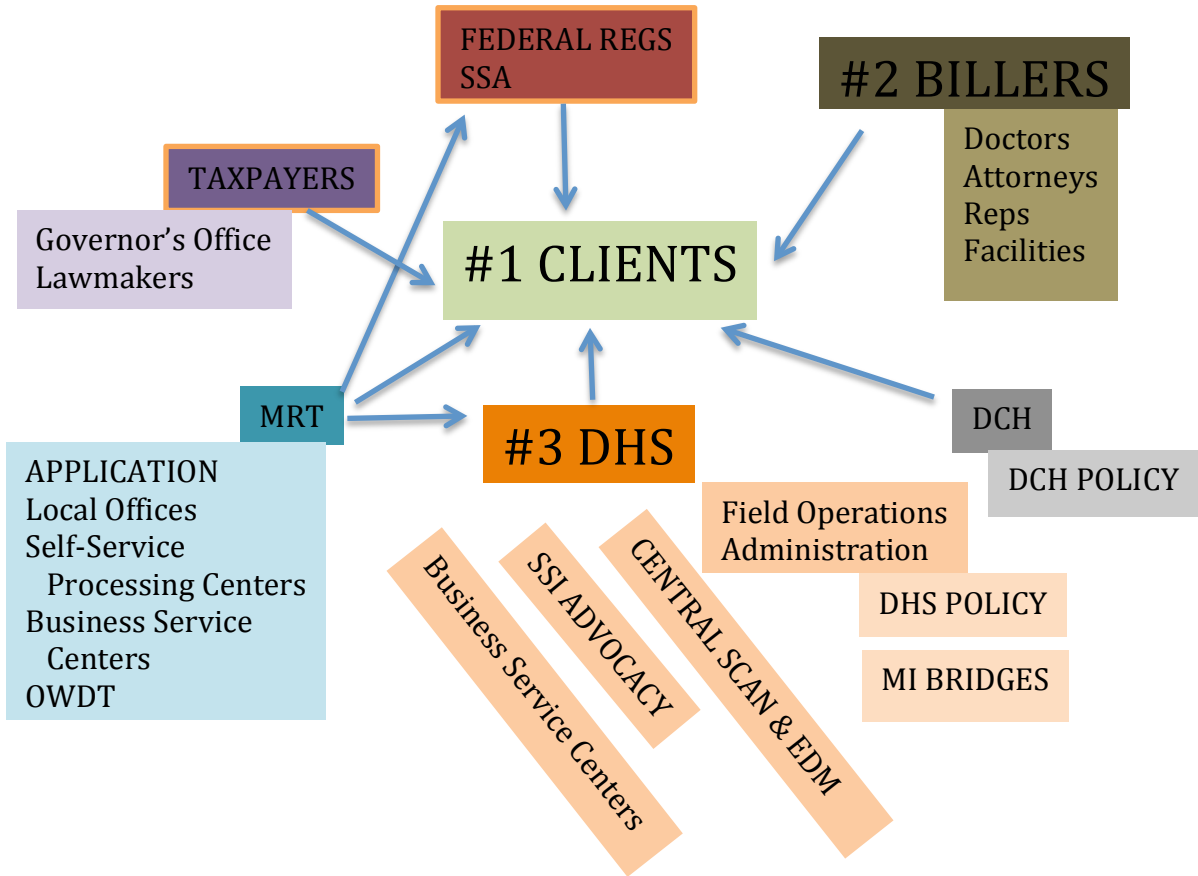 FEDERAL REGS
SSA
#2 BILLERS
Doctors
Attorneys
Reps
Facilities
TAXPAYERS
Governor’s Office
Lawmakers
#1 CLIENTS
MRT
APPLICATION
Local Offices
Self-Service
Processing Centers
Business Service
Centers
OWDT
#3 DHS
DCH
DCH POLICY
Field Operations
Administration
DHS POLICY
MI BRIDGES
Business Service Centers
SSI ADVOCACY
CENTRAL SCAN & EDM